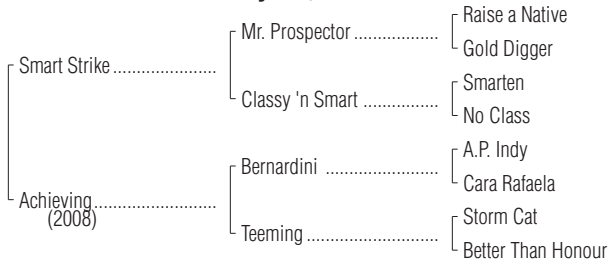 Raise a Native
Mr. Prospector ..................
Gold Digger
Smart Strike ......................
Smarten
Classy 'n Smart ................
No Class
A.P. Indy
Bernardini ........................
Cara Rafaela
Achieving..........................
(2008)
Storm Cat
Teeming ............................
Better Than Honour